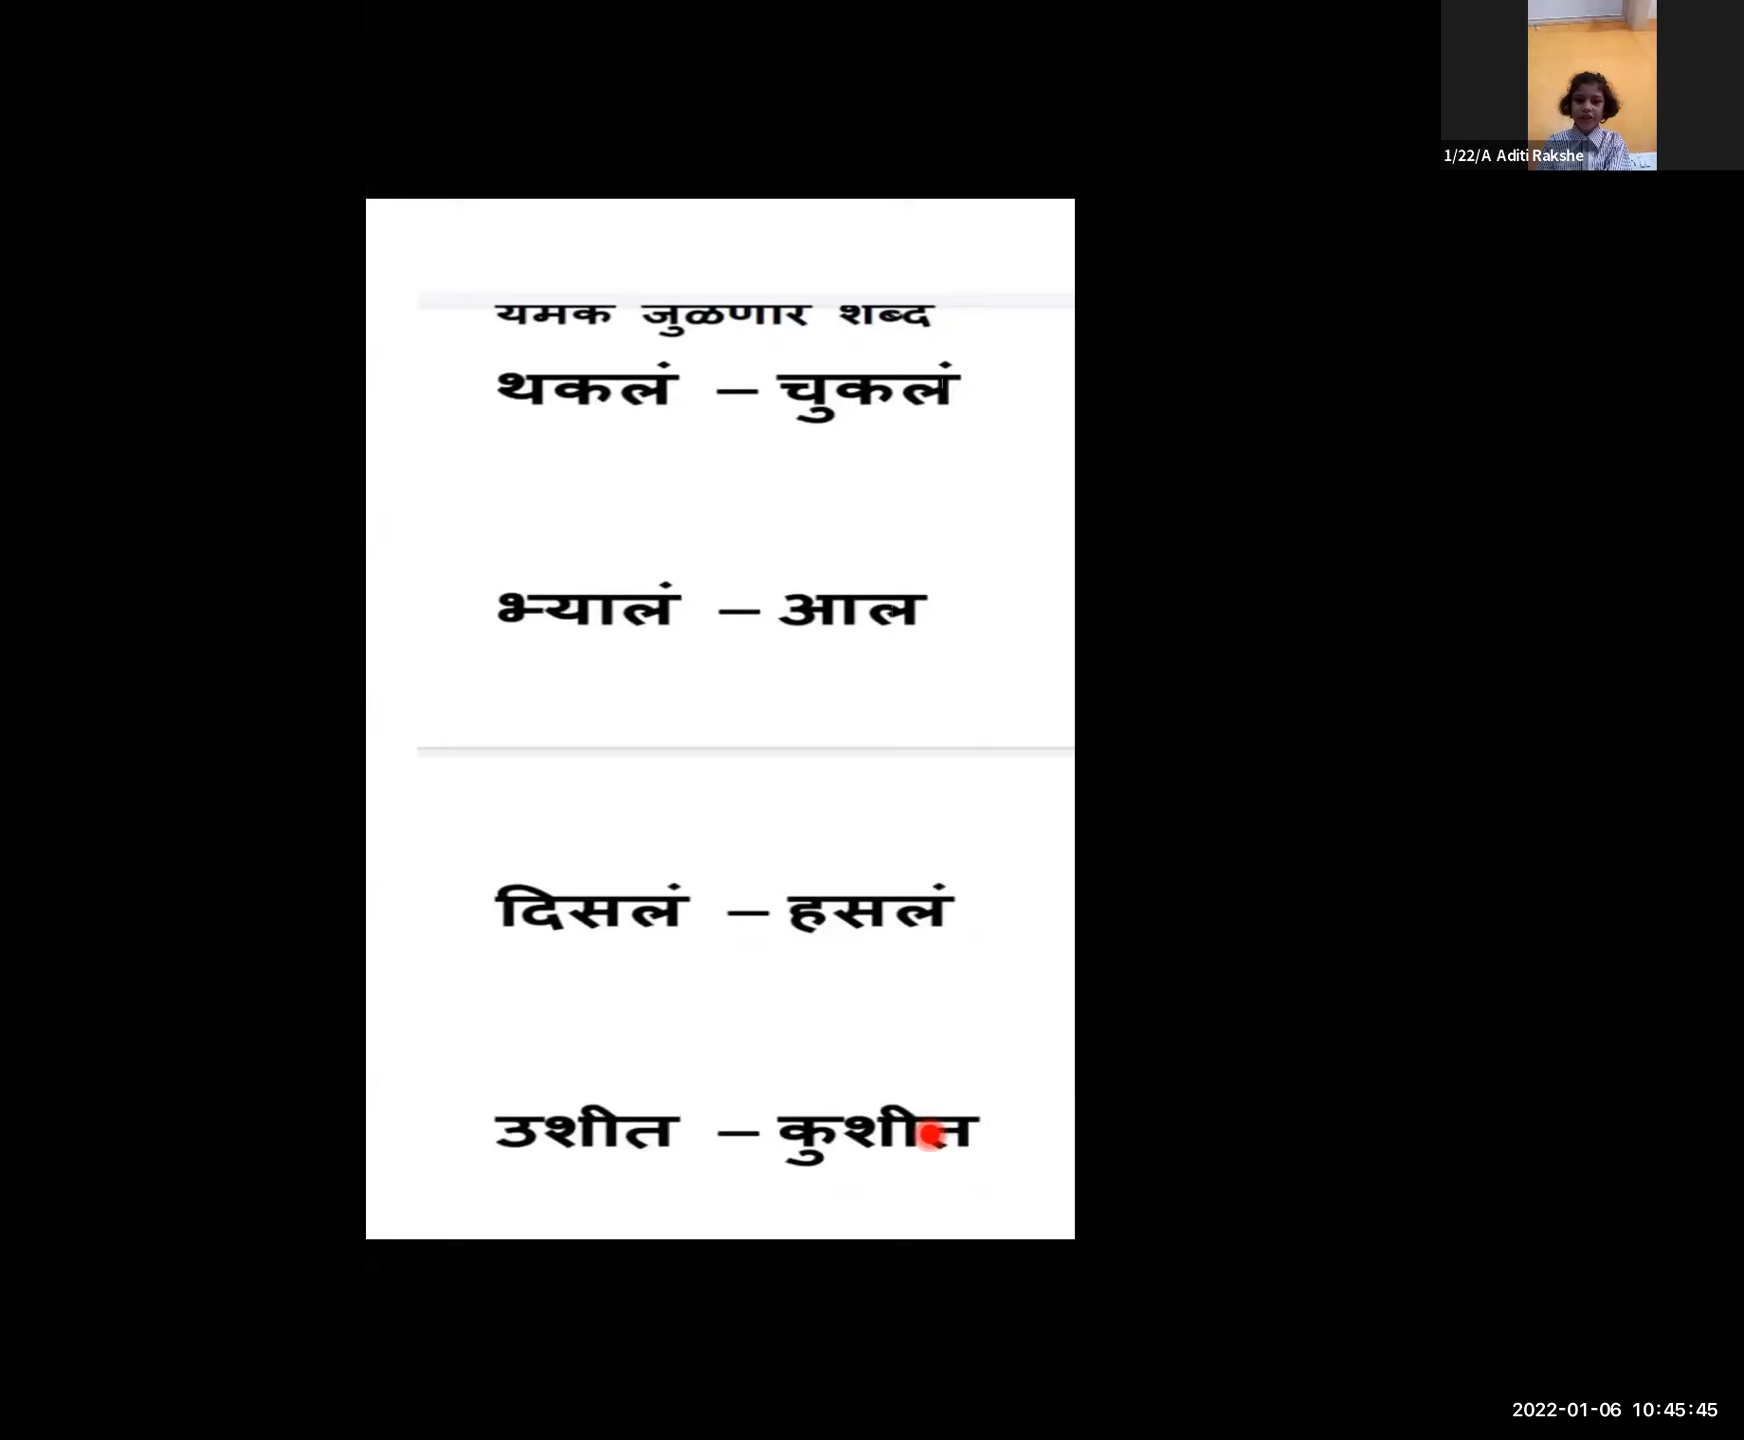 1/22/A Aditi Rakshe
यमक जुळणार शब्द
थकलं – चुकलं
भ्यालं – आल
दिसलं – हसलं
उशीत – कुशीत
2022-01-06 10:45:45